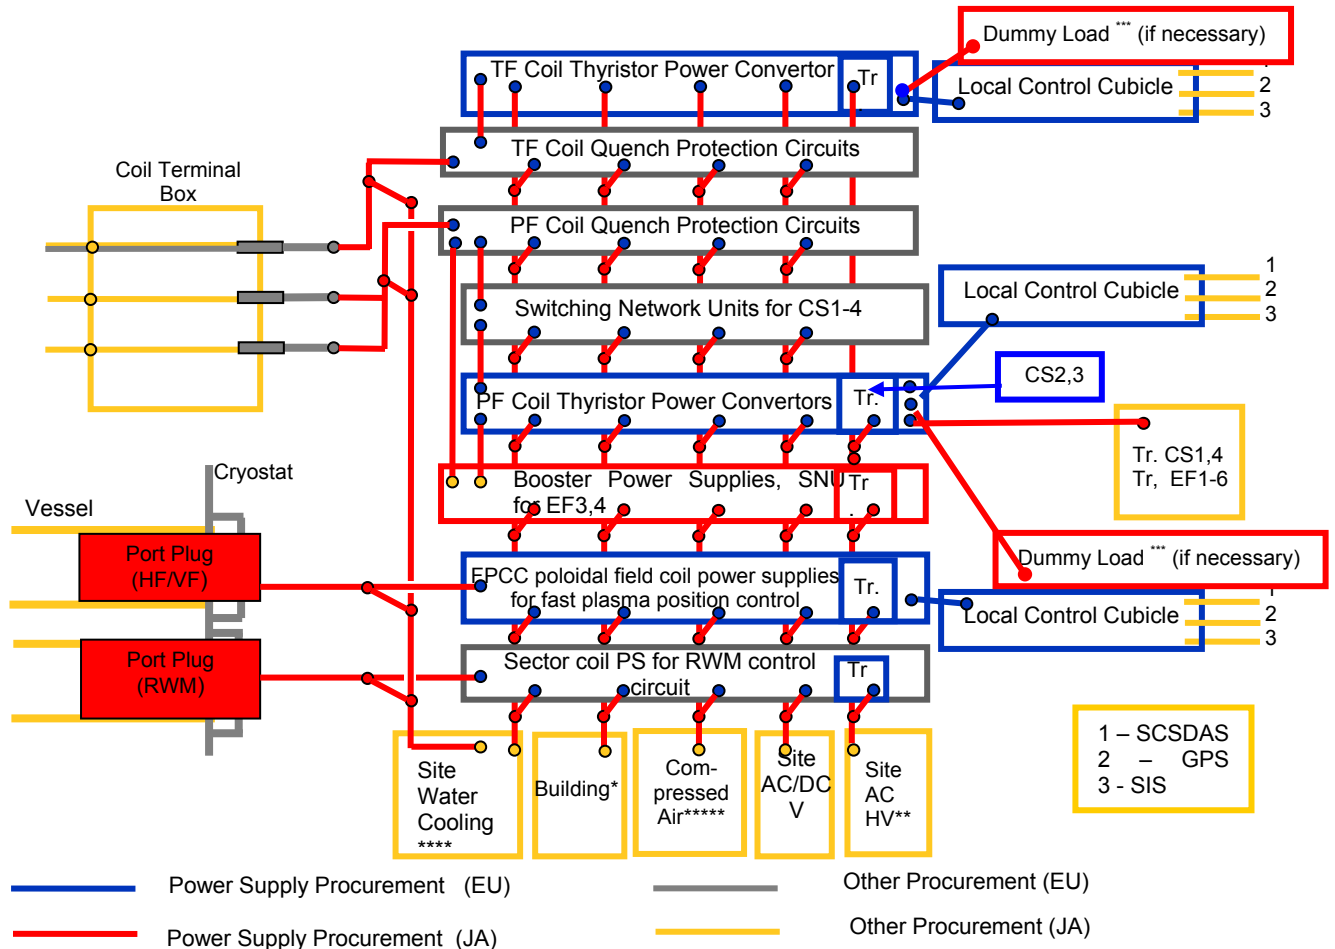 Dummy Load *** (if necessary)
TF Coil Thyristor Power Convertor
Tr
.
Local Control Cubicle
1
2
3
TF Coil Quench Protection Circuits
Coil Terminal
Box
PF Coil Quench Protection Circuits
Local Control Cubicle
1
2
3
Switching Network Units for CS1-4
CS2,3
PF Coil Thyristor Power Convertors
Tr.
Tr. CS1,4
Tr, EF1-6
Cryostat
Booster Power Supplies, SNU
for EF3,4
Tr
.
Vessel
Port Plug
(HF/VF)
Dummy Load *** (if necessary)
FPCC poloidal field coil power supplies
for fast plasma position control
Tr.
Local Control Cubicle
1
2
3
Port Plug
(RWM)
Sector coil PS for RWM control
circuit
Tr
1 – SCSDAS
2 – GPS
3 - SIS
Site
Water
Cooling
****
Building*
Com-
pressed
Air*****
Site
AC/DC
V
Site
AC
HV**
Power Supply Procurement (EU)
Other Procurement (EU)
Power Supply Procurement (JA)
Other Procurement (JA)